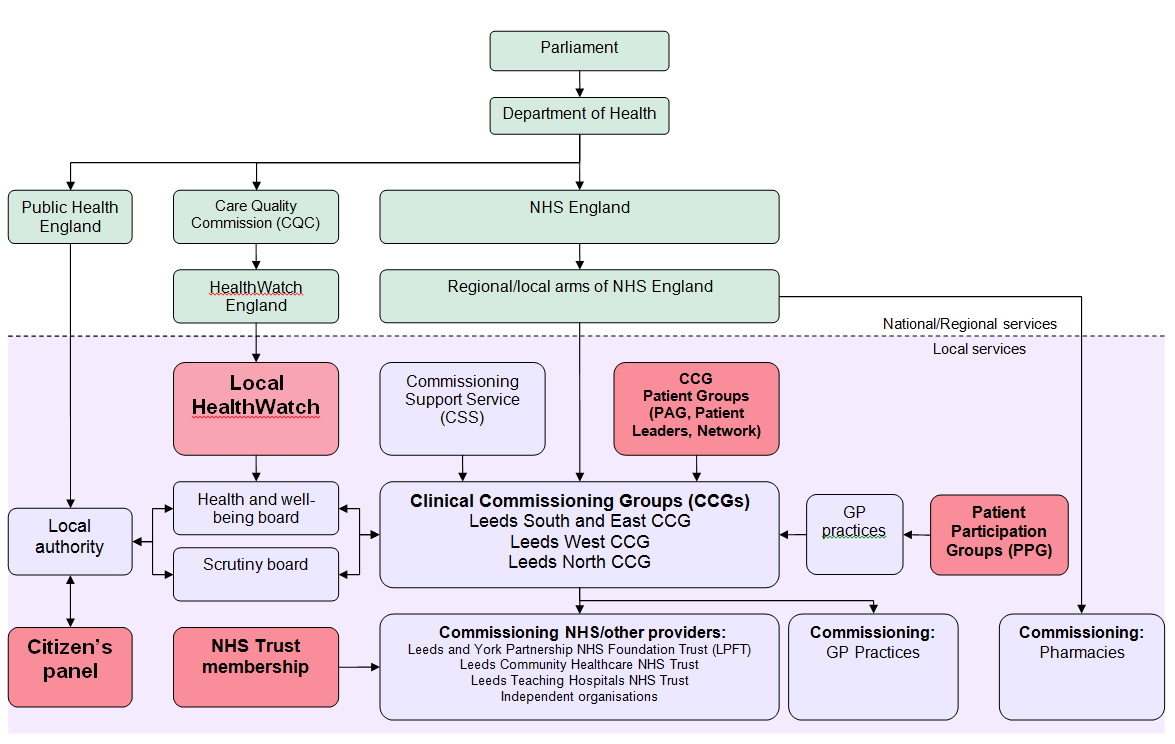 Parliament
Department of Health
Public Health
England
Care Quality
Commission (CQC)
NHS England
HealthWatch
England
Regional/local arms of NHS England
National/Regional services
Local services
Local
HealthWatch
Commissioning
Support Service
(CSS)
CCG
Patient Groups
(PAG, Patient
Leaders, Network)
Health and well-
being board
Clinical Commissioning Groups (CCGs)
Leeds South and East CCG
Leeds West CCG
Leeds North CCG
GP
practices
Patient
Participation
Groups (PPG)
Local
authority
Scrutiny board
Citizen's
panel
NHS Trust
membership
Commissioning NHS/other providers:
Leeds and York Partnership NHS Foundation Trust (LPFT)
Leeds Community Healthcare NHS Trust
Leeds Teaching Hospitals NHS Trust
Independent organisations
Commissioning:
GP Practices
Commissioning:
Pharmacies